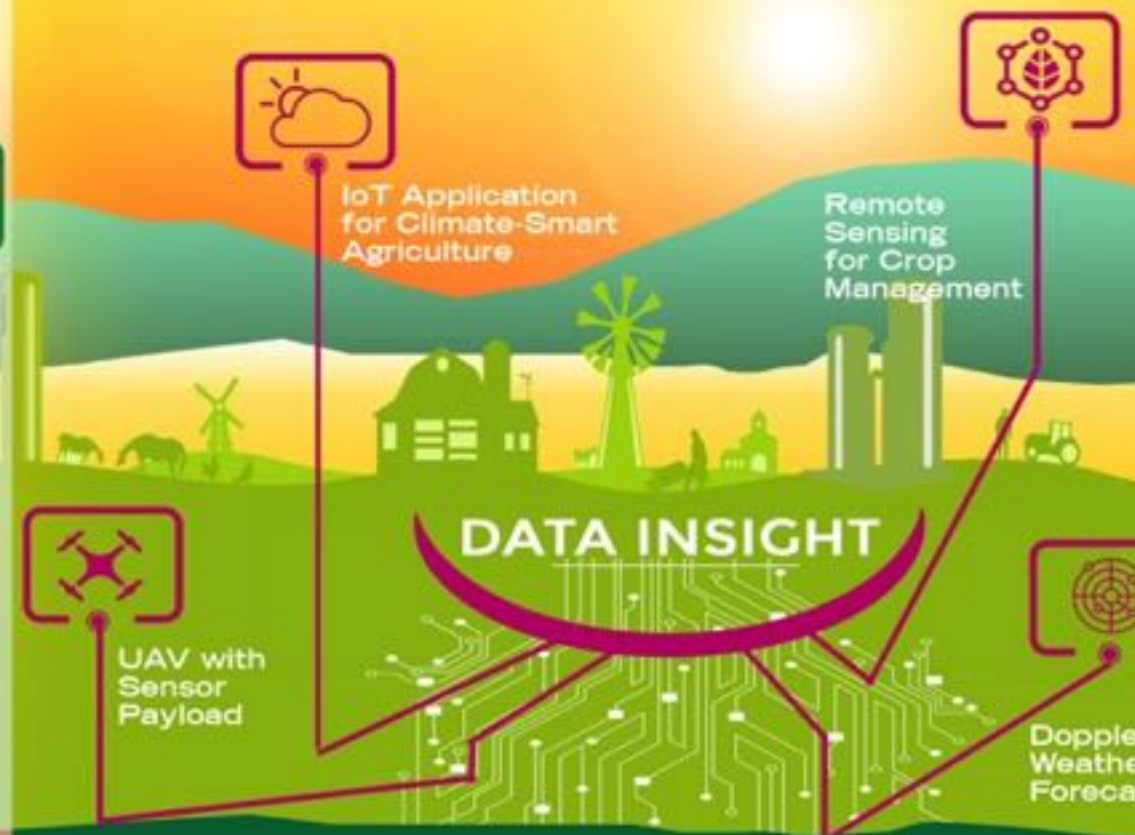 IoT Application
for Climate-Smart
Agriculture
Remote
Sensing
for Crop
Management
DATA INSIGHT
UAV with
Sensor
Payload